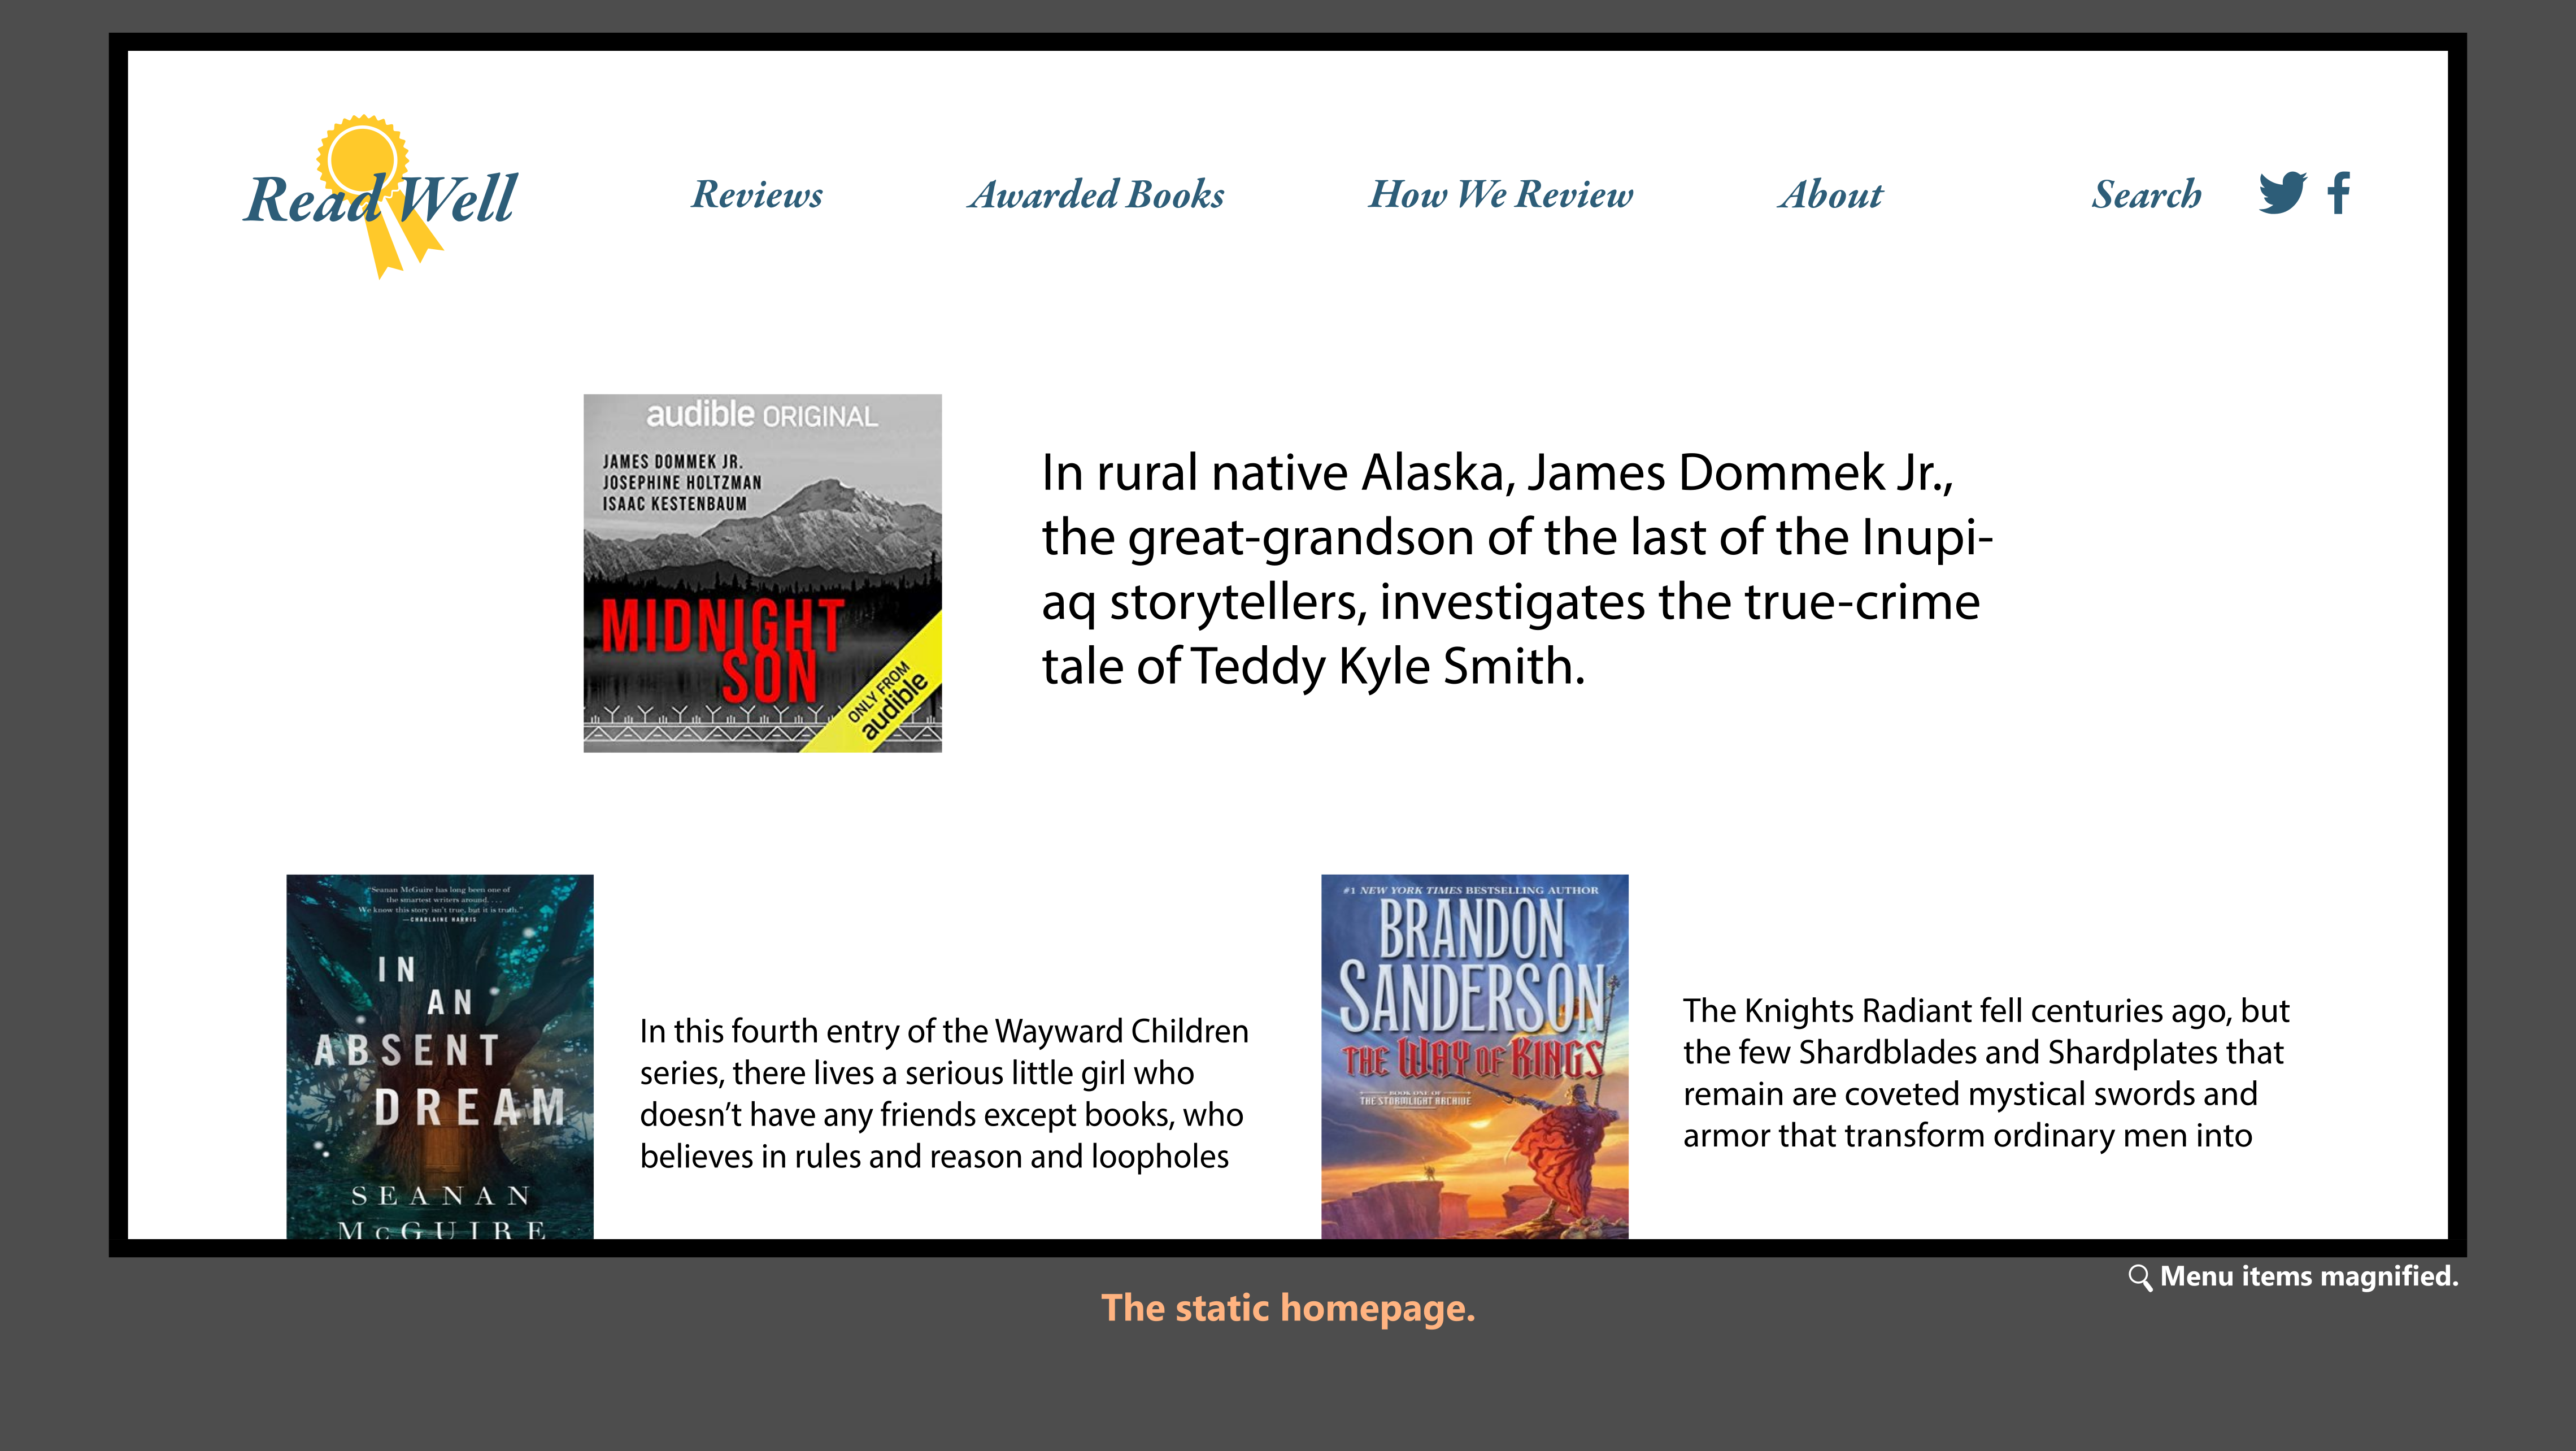 Read Well
Reviews
Awarded Books
How We Review
About
Search
audible ORIGINAL
JAMES DOMMEK JR.
JOSEPHINE HOLTZMAN
ISAAC KESTENBAUM
MIDNIGHT
SON
ONLY FROM
audible
In rural native Alaska, James Dommek Jr.,
the great-grandson of the last of the Inupi-
aq storytellers, investigates the true-crime
tale of Teddy Kyle Smith.
"Seanan McGuire has long been one of
the smartest writers around. . . .
We know this story isn't true, but it is truth."
—CHARLAINE HARRIS
IN
AN
ABSENT
DREAM
SEANAN
McGUIRE
In this fourth entry of the Wayward Children
series, there lives a serious little girl who
doesn’t have any friends except books, who
believes in rules and reason and loopholes
#1 NEW YORK TIMES BESTSELLING AUTHOR
BRANDON
SANDERSON
THE WAY OF KINGS
BOOK ONE OF
THE STORMLIGHT ARCHIVE
The Knights Radiant fell centuries ago, but
the few Shardblades and Shardplates that
remain are coveted mystical swords and
armor that transform ordinary men into
Menu items magnified.
The static homepage.